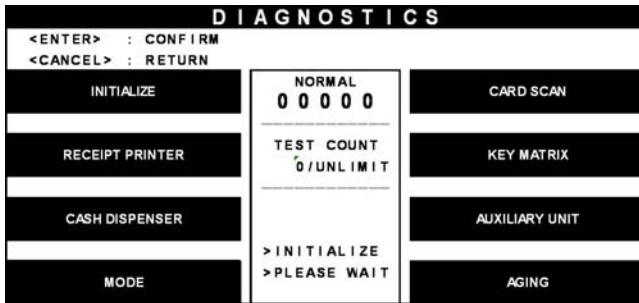 DIAGNOSTICS
<ENTER> : CONFIRM
<CANCEL> : RETURN
INITIALIZE
RECEIPT PRINTER
CASH DISPENSER
MODE
NORMAL
00000
TEST COUNT
0/UNLIMIT
>INITIALIZE
>PLEASE WAIT
CARD SCAN
KEY MATRIX
AUXILIARY UNIT
AGING